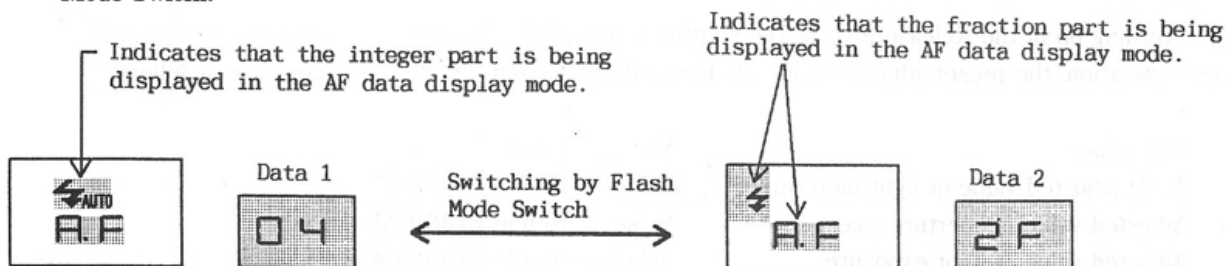 Indicates that the integer part is being
displayed in the AF data display mode.
Indicates that the fraction part is being
displayed in the AF data display mode.
AUTO
A.F
Data 1
04
Switching by Flash
Mode Switch
A.F
Data 2
2F